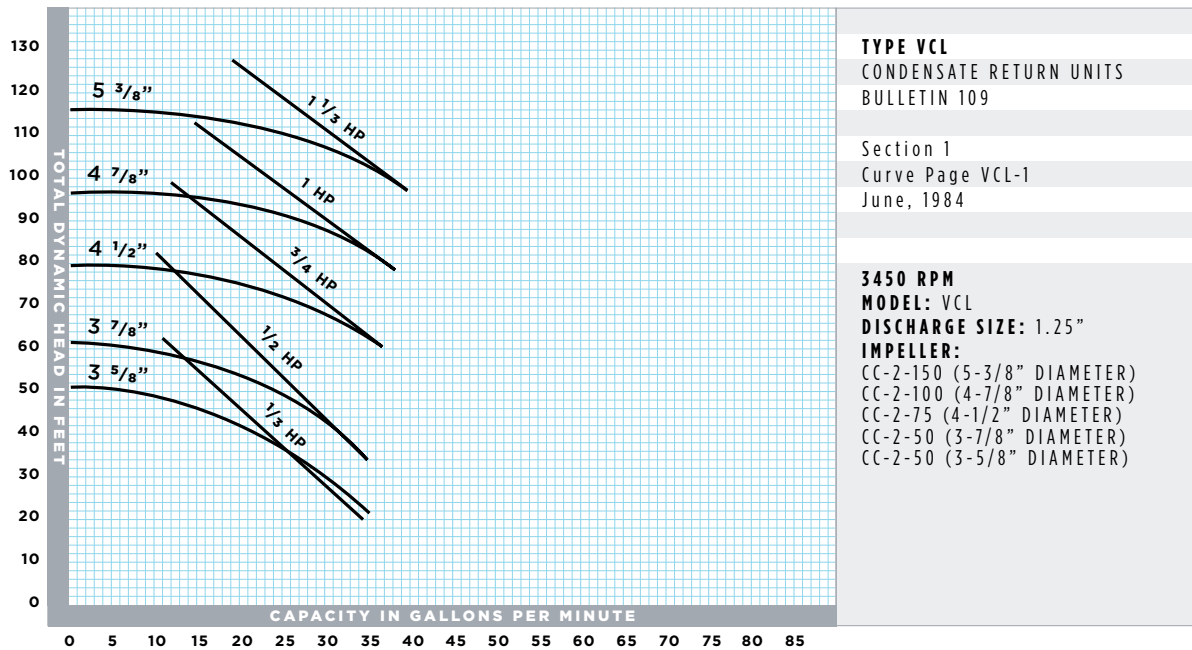 130
120
110
100
90
80
70
60
50
40
30
20
10
0
TOTAL DYNAMIC HEAD IN FEET
5 3/8”
4 7/8”
4 1/2”
3 7/8”
3 5/8”
1 1/3 HP
1 HP
3/4 HP
1/2 HP
1/3 HP
CAPACITY IN GALLONS PER MINUTE
0 5 10 15 20 25 30 35 40 45 50 55 60 65 70 75 80 85
TYPE VCL
CONDENSATE RETURN UNITS
BULLETIN 109
Section 1
Curve Page VCL-1
June, 1984
3450 RPM
MODEL: VCL
DISCHARGE SIZE: 1.25”
IMPELLER:
CC-2-150 (5-3/8” DIAMETER)
CC-2-100 (4-7/8” DIAMETER)
CC-2-75 (4-1/2” DIAMETER)
CC-2-50 (3-7/8” DIAMETER)
CC-2-50 (3-5/8” DIAMETER)